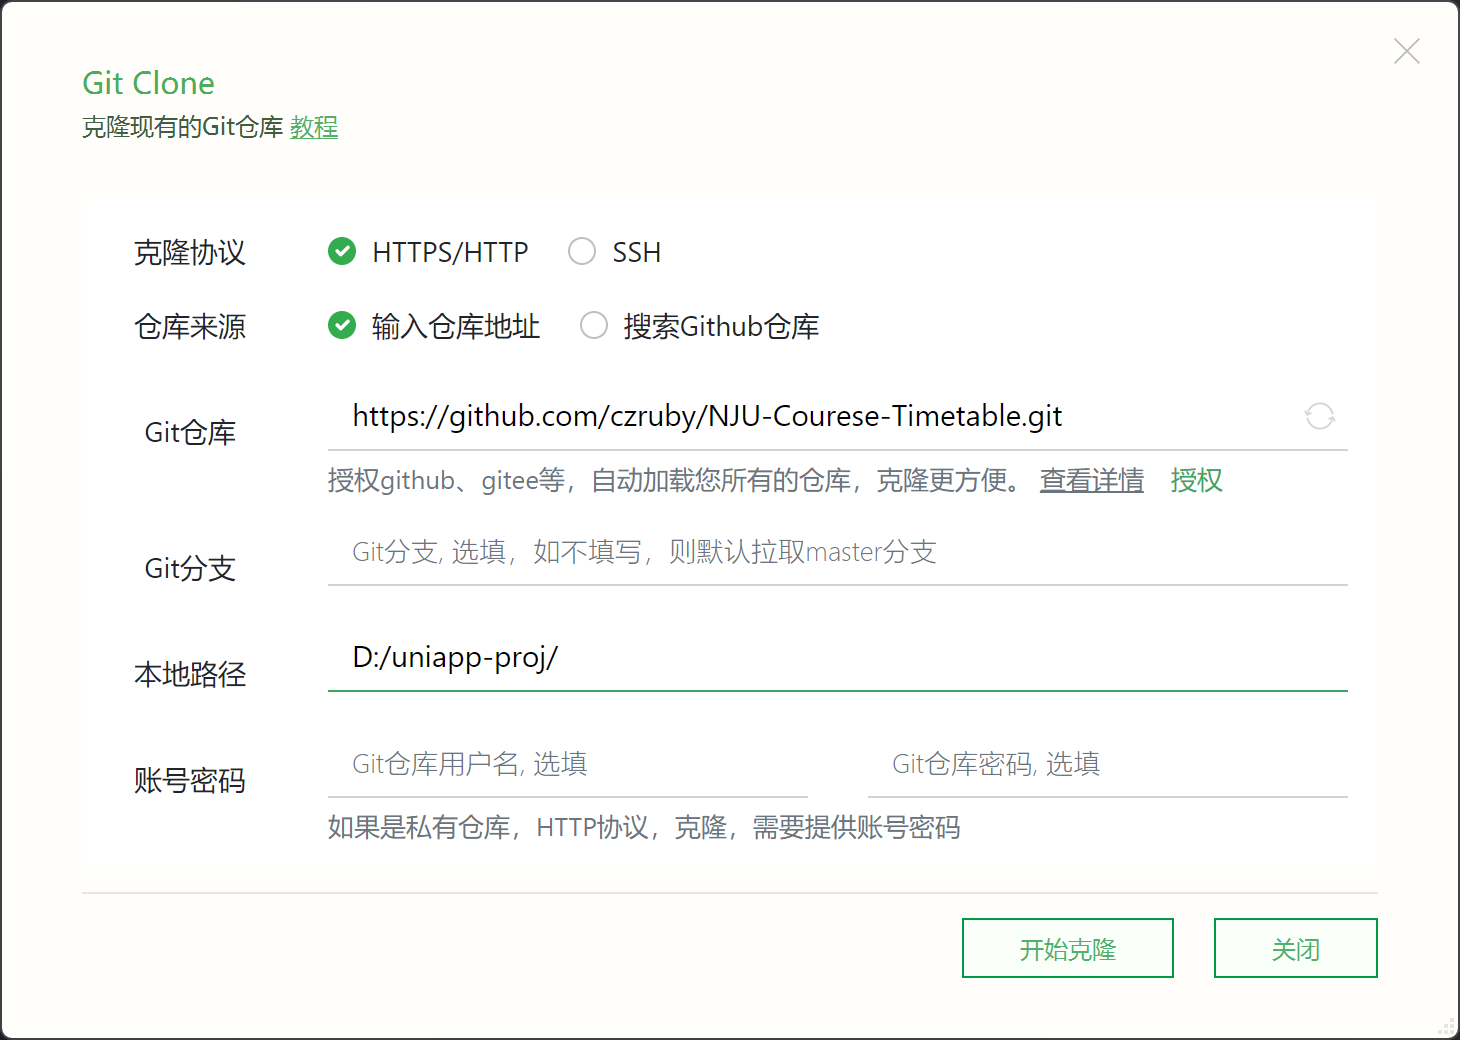 Git Clone
克隆现有的Git仓库 教程
克隆协议 HTTPS/HTTP SSH
仓库来源 输入仓库地址 搜索Github仓库
Git仓库 https://github.com/czruby/NJU-Courese-Timetable.git
授权github、gitee等，自动加载您所有的仓库，克隆更方便。 查看详情 授权
Git分支 Git分支, 选填，如不填写，则默认拉取master分支
本地路径 D:/uniapp-proj/
账号密码 Git仓库用户名, 选填 Git仓库密码, 选填
如果是私有仓库，HTTP协议，克隆，需要提供账号密码
开始克隆 关闭